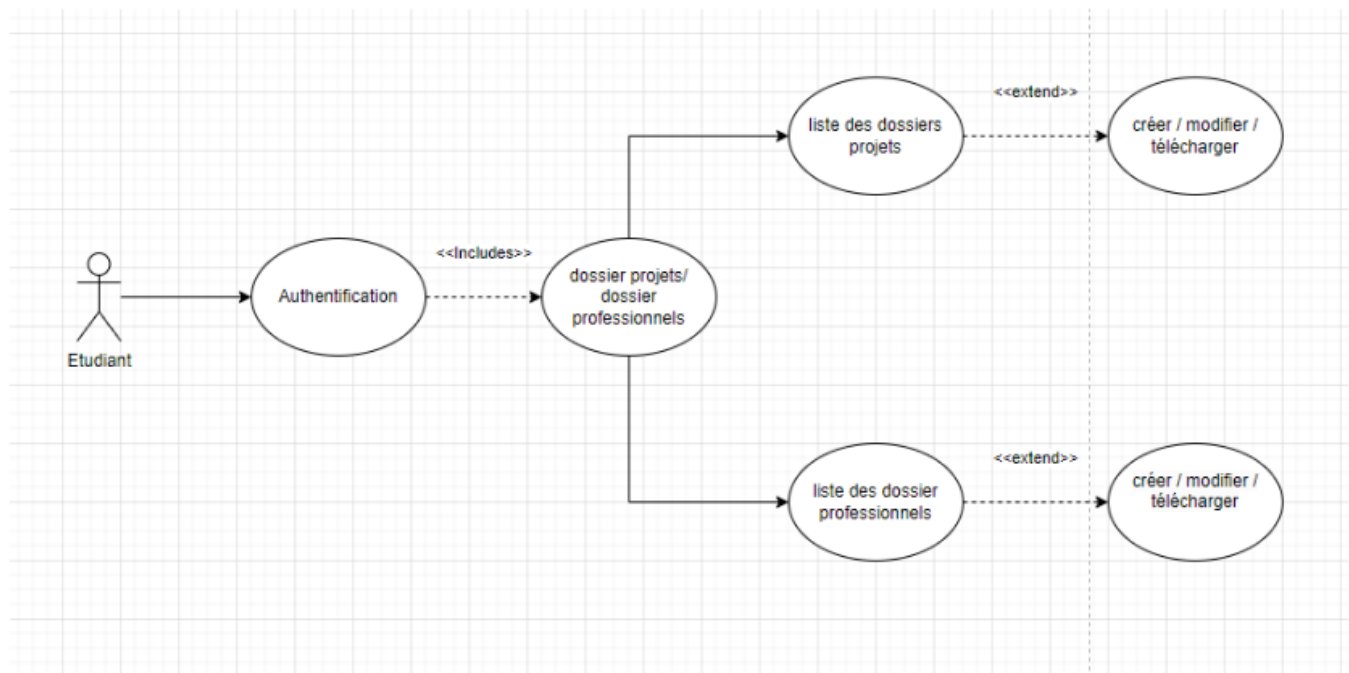 <<extend>>
liste des dossiers
projets
créer / modifier /
télécharger
<<Includes>>
Authentification
dossier projets/
dossier
professionnels
Etudiant
<<extend>>
liste des dossier
professionnels
créer / modifier /
télécharger